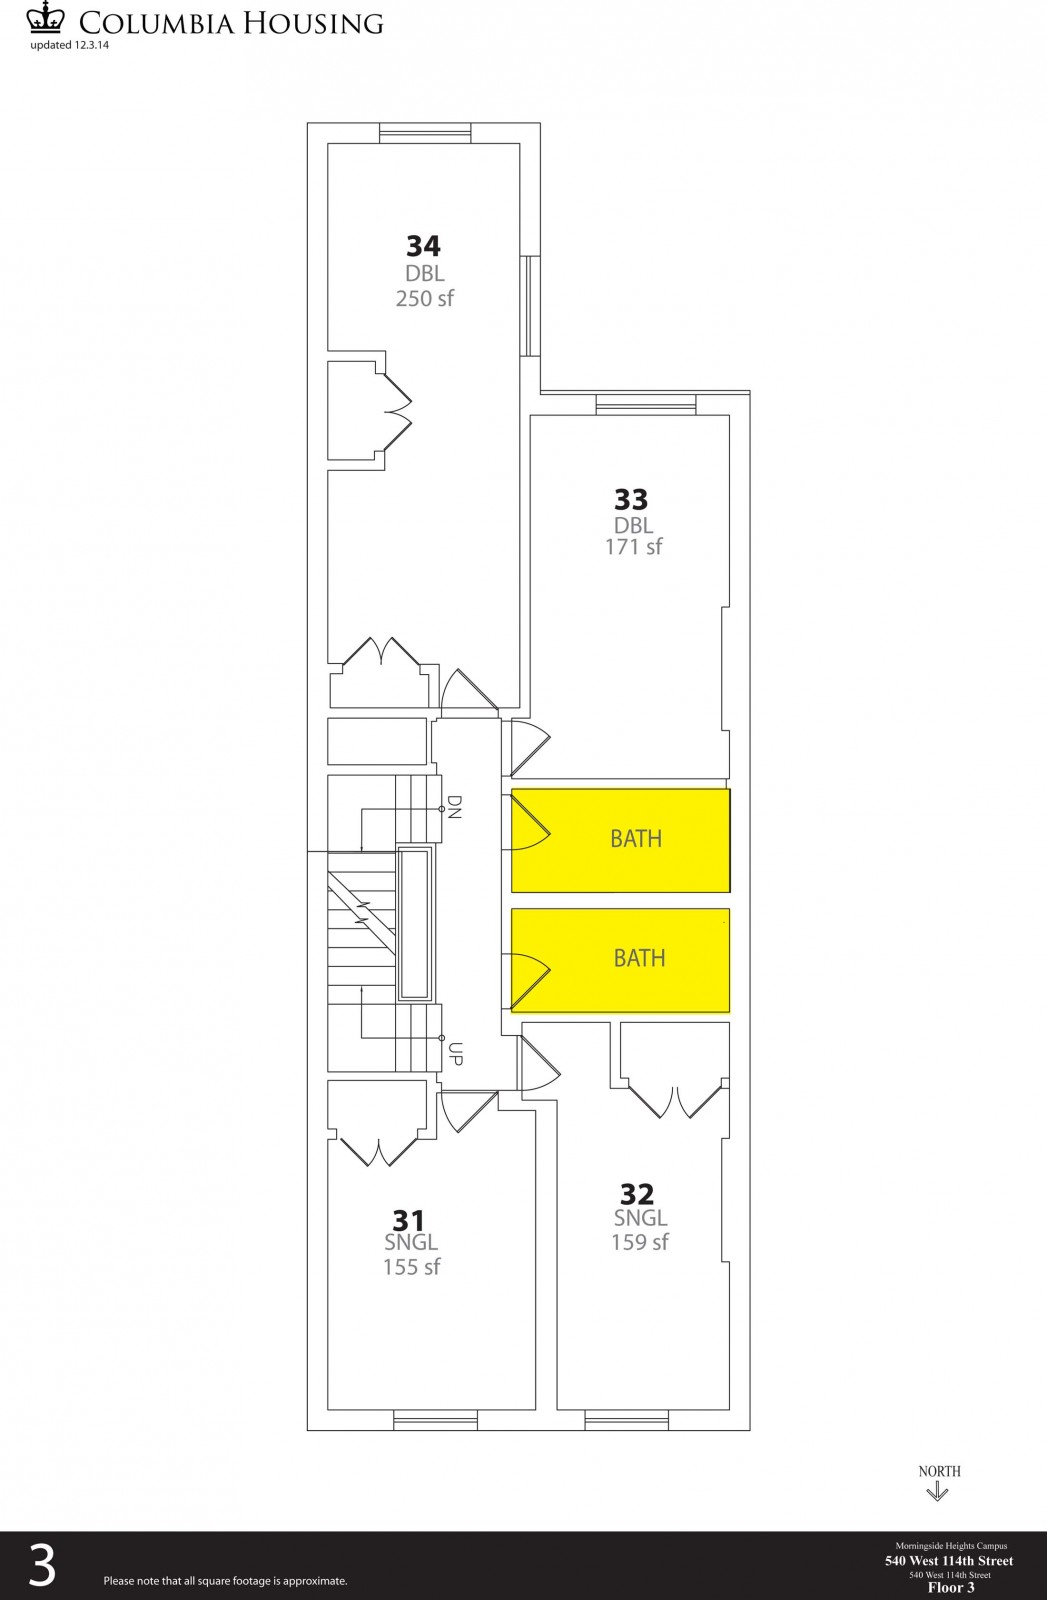 COLUMBIA HOUSING
updated 12.3.14
34
DBL
250 sf
33
DBL
171 sf
DN
BATH
BATH
UP
32
SNGL
159 sf
31
SNGL
155 sf
NORTH
3
Please note that all square footage is approximate.
Morningside Heights Campus
540 West 114th Street
540 West 114th Street
Floor 3